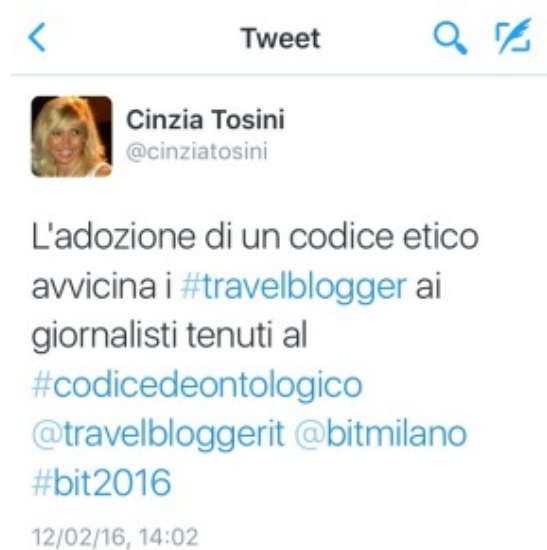 Tweet
Cinzia Tosini
@cinziatosini
L'adozione di un codice etico
avvicina i #travelblogger ai
giornalisti tenuti al
#codicedeontologico
@travelbloggerit @bitmilano
#bit2016
12/02/16, 14:02